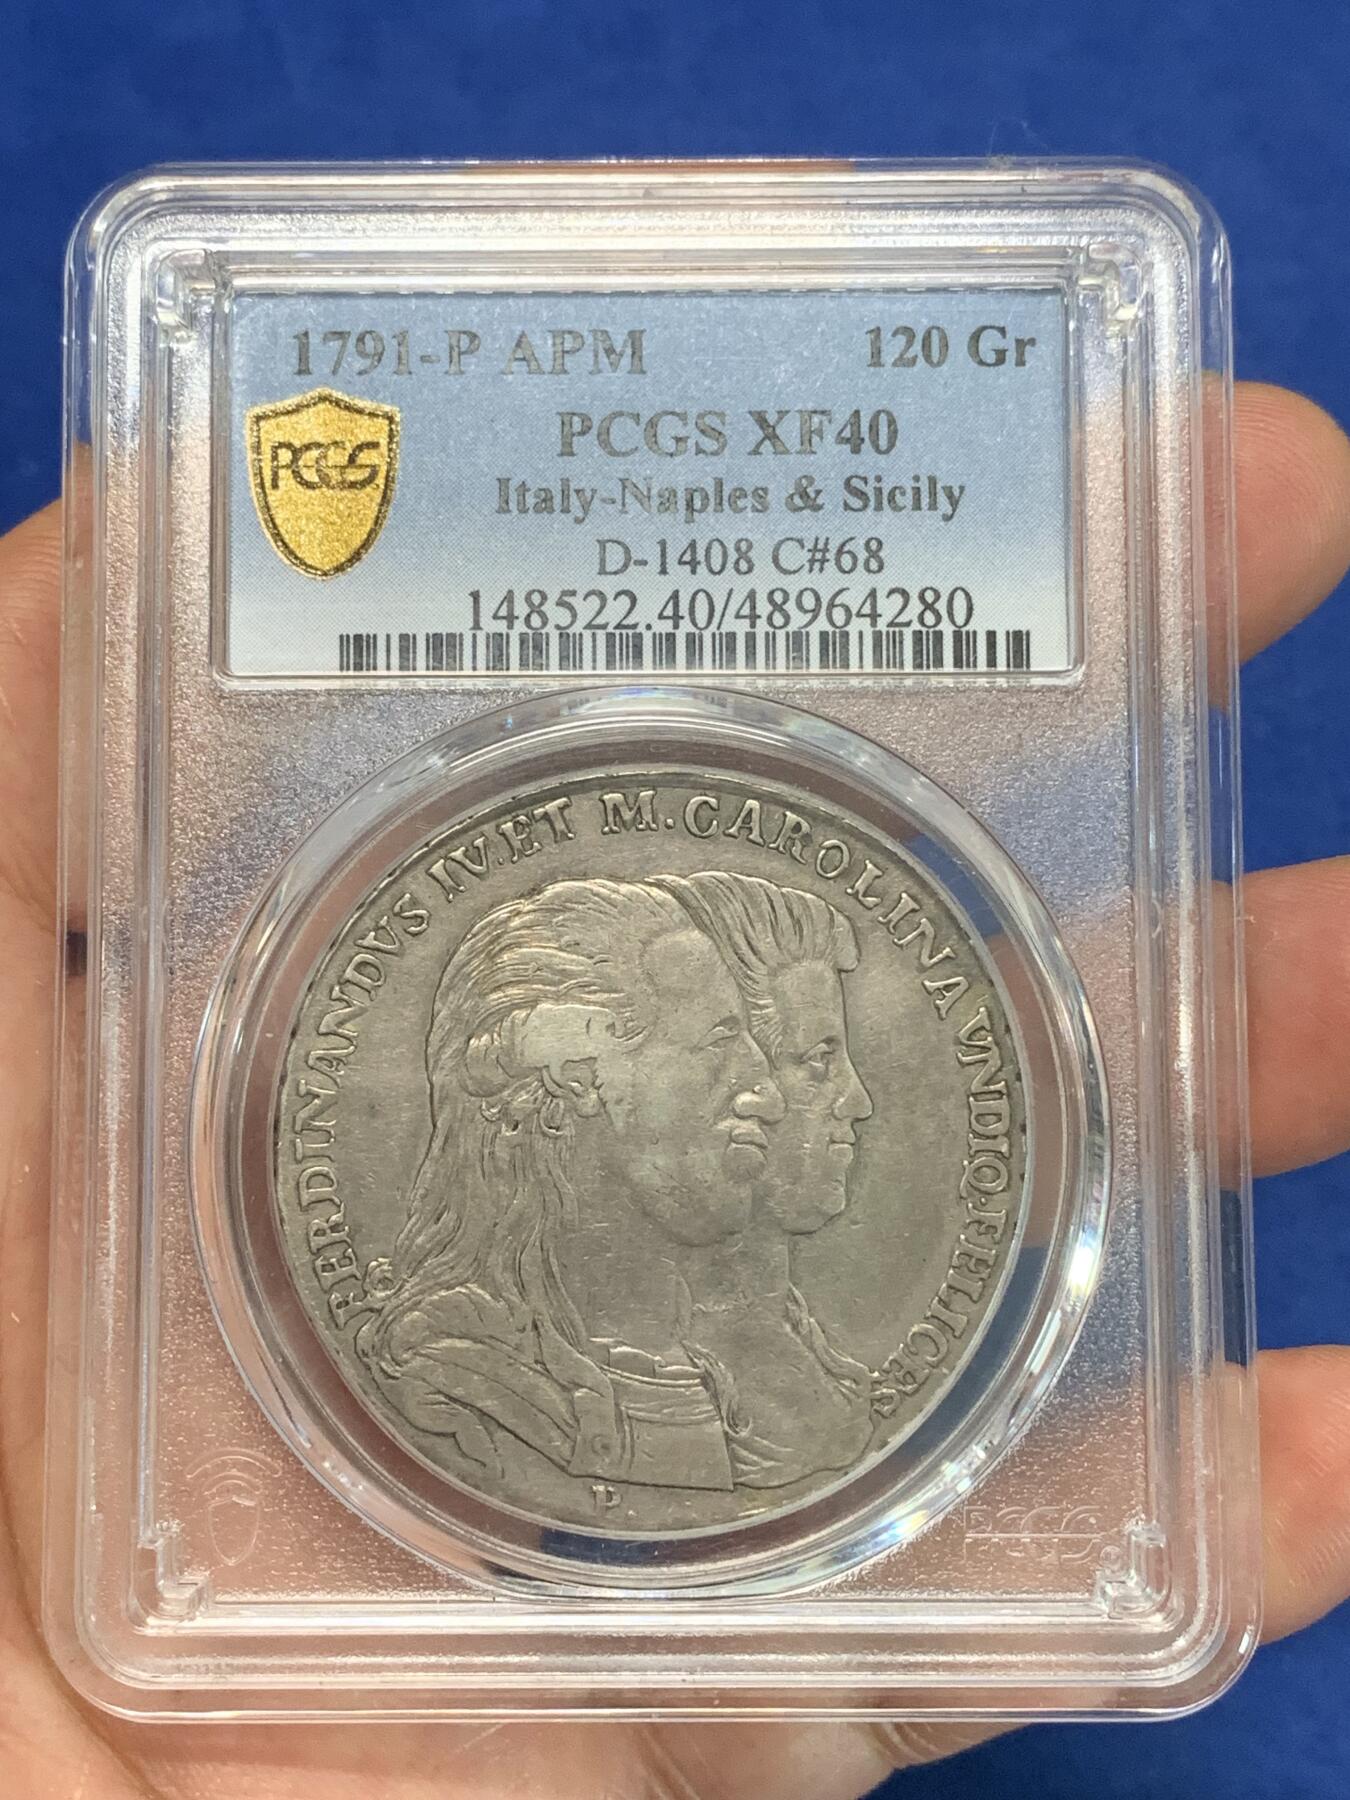 1791-P APM 120 Gr
PCGS
PCGS XF40
Italy-Naples & Sicily
D-1408 C#68
148522.40/48964280
FERDINANDVS IV.ET M.CAROLINA VNDIQ.FELICES
P.
PCGS